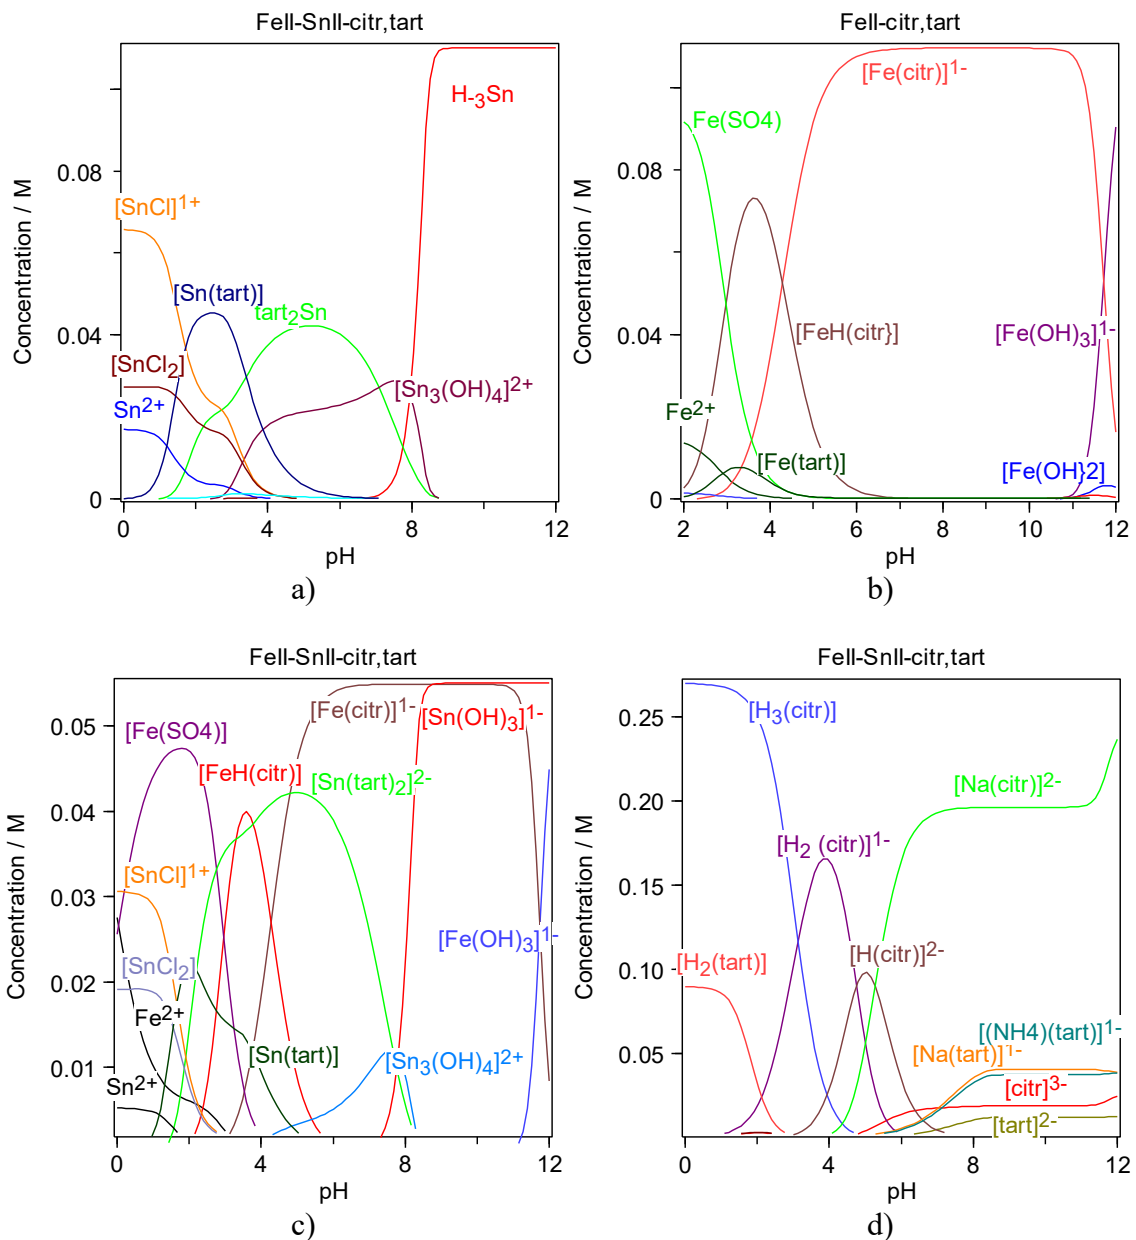 FeII-SnII-citr,tart
Concentration / M
0.08
0.04
0
[SnCl]1+
[Sn(tart)]
tart2Sn
[SnCl2]
Sn2+
[Sn3(OH)4]2+
H-3Sn
0 4 8 12
pH
a)
FeII-citr,tart
Concentration / M
0.08
0.04
0
[Fe(citr)]1-
Fe(SO4)
[FeH(citr}]
[Fe(OH)3]1-
Fe2+
[Fe(tart)]
[Fe(OH}2]
2 4 6 8 10 12
pH
b)
FeII-SnII-citr,tart
Concentration / M
0.05
0.04
0.03
0.02
0.01
[Fe(SO4)]
[Fe(citr)]1-
[Sn(OH)3]1-
[FeH(citr)]
[Sn(tart)2]2-
[SnCl]1+
[SnCl2]
[Fe(OH)3]1-
Fe2+
[Sn(tart)]
[Sn3(OH)4]2+
Sn2+
0 4 8 12
pH
c)
FeII-SnII-citr,tart
Concentration / M
0.25
0.20
0.15
0.10
0.05
[H3(citr)]
[Na(citr)]2-
[H2 (citr)]1-
[H(citr)]2-
[H2(tart)]
[(NH4)(tart)]1-
[Na(tart)]1-
[citr]3-
[tart]2-
0 4 8 12
pH
d)